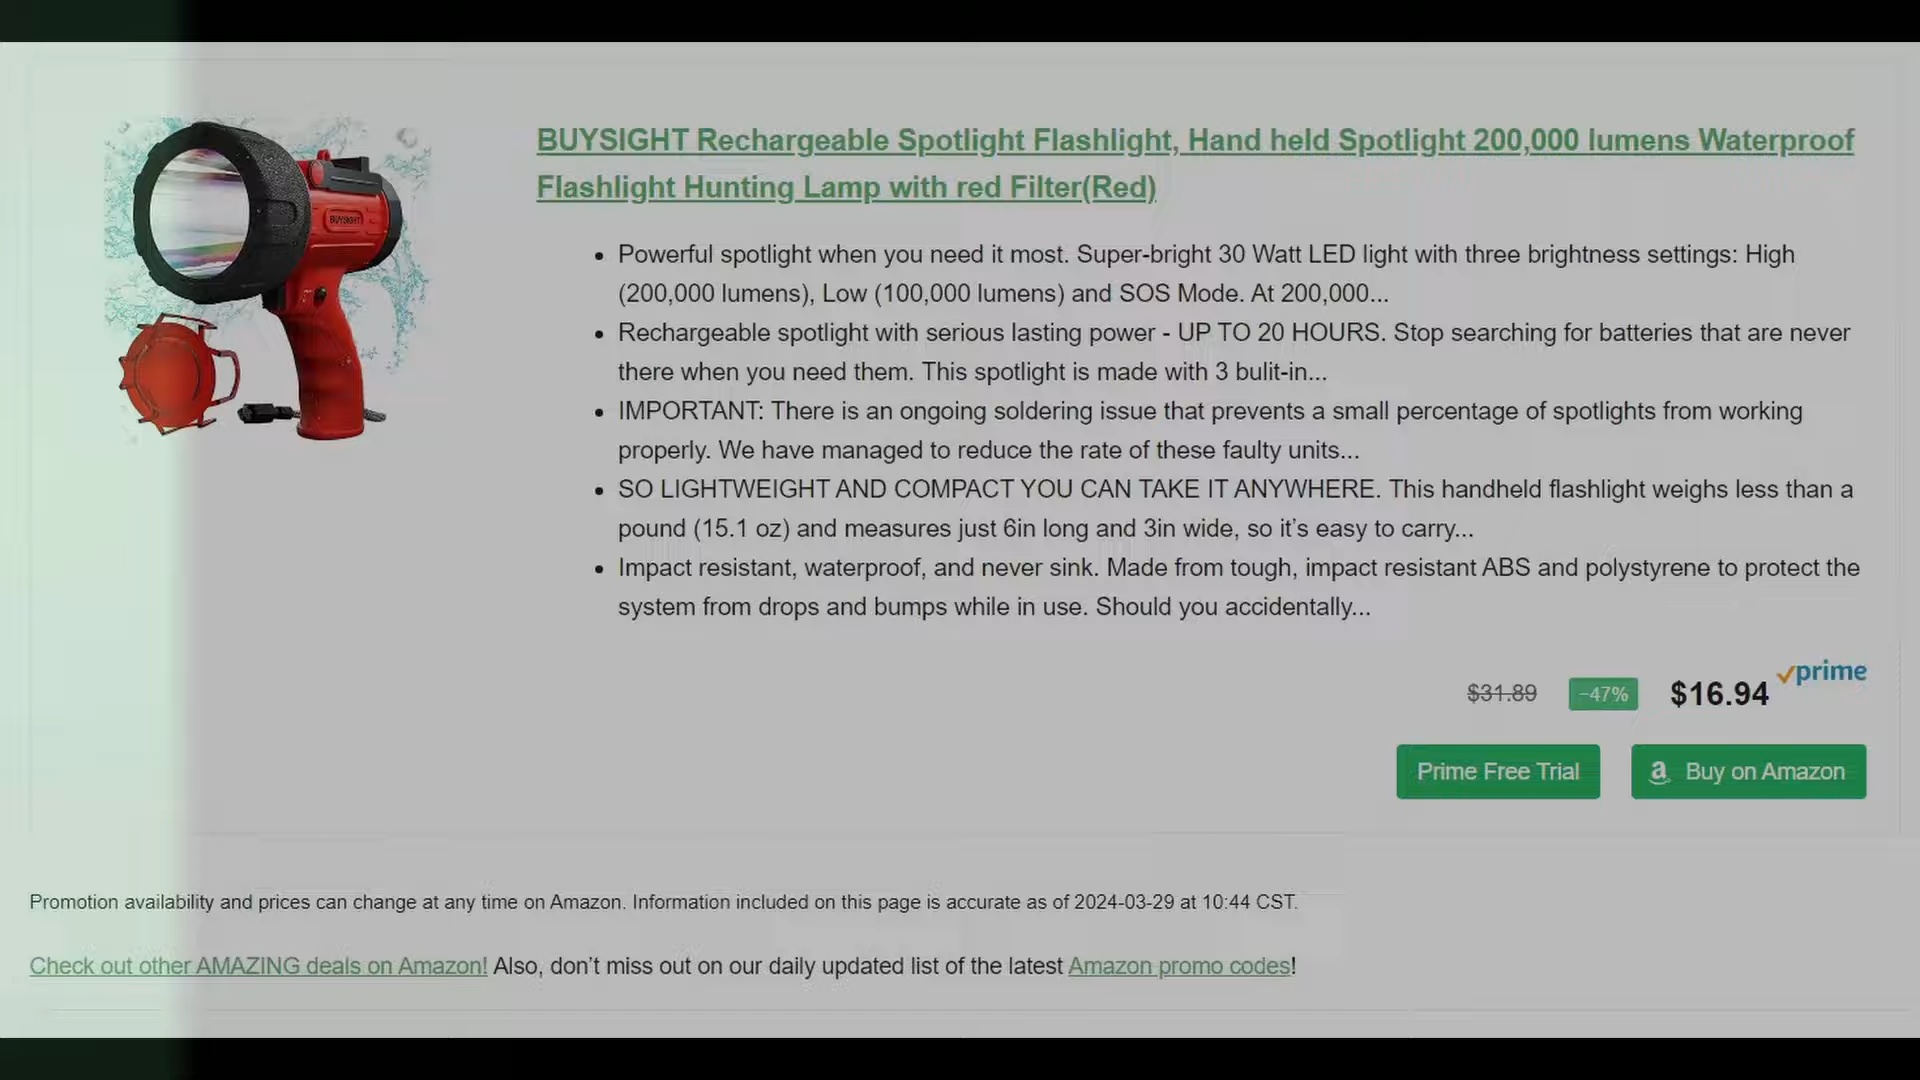 BUYSIGHT
BUYSIGHT Rechargeable Spotlight Flashlight, Hand held Spotlight 200,000 lumens Waterproof
Flashlight Hunting Lamp with red Filter(Red)
• Powerful spotlight when you need it most. Super-bright 30 Watt LED light with three brightness settings: High
(200,000 lumens), Low (100,000 lumens) and SOS Mode. At 200,000...
• Rechargeable spotlight with serious lasting power - UP TO 20 HOURS. Stop searching for batteries that are never
there when you need them. This spotlight is made with 3 bulit-in...
• IMPORTANT: There is an ongoing soldering issue that prevents a small percentage of spotlights from working
properly. We have managed to reduce the rate of these faulty units...
• SO LIGHTWEIGHT AND COMPACT YOU CAN TAKE IT ANYWHERE. This handheld flashlight weighs less than a
pound (15.1 oz) and measures just 6in long and 3in wide, so it’s easy to carry...
• Impact resistant, waterproof, and never sink. Made from tough, impact resistant ABS and polystyrene to protect the
system from drops and bumps while in use. Should you accidentally...
$31.89 −47% $16.94 prime
Prime Free Trial Buy on Amazon
Promotion availability and prices can change at any time on Amazon. Information included on this page is accurate as of 2024-03-29 at 10:44 CST.
Check out other AMAZING deals on Amazon! Also, don’t miss out on our daily updated list of the latest Amazon promo codes!